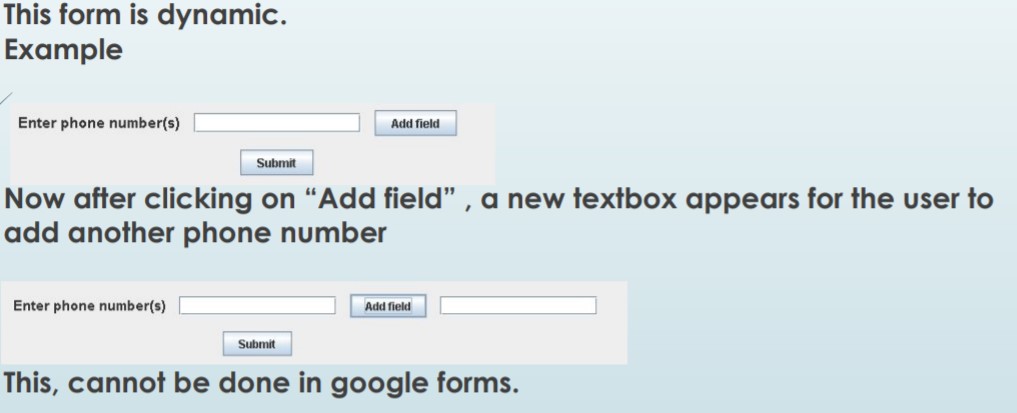 This form is dynamic.
Example
Enter phone number(s) Add field
Submit
Now after clicking on “Add field” , a new textbox appears for the user to
add another phone number
Enter phone number(s) Add field
Submit
This, cannot be done in google forms.